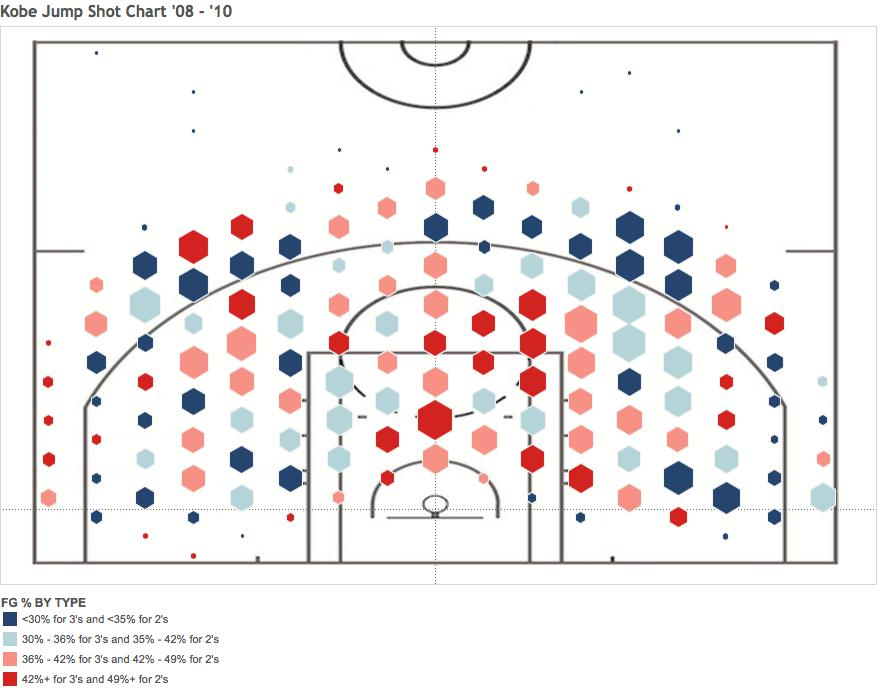 Kobe Jump Shot Chart '08 - '10
FG % BY TYPE
<30% for 3's and <35% for 2's
30% - 36% for 3's and 35% - 42% for 2's
36% - 42% for 3's and 42% - 49% for 2's
42%+ for 3's and 49%+ for 2's